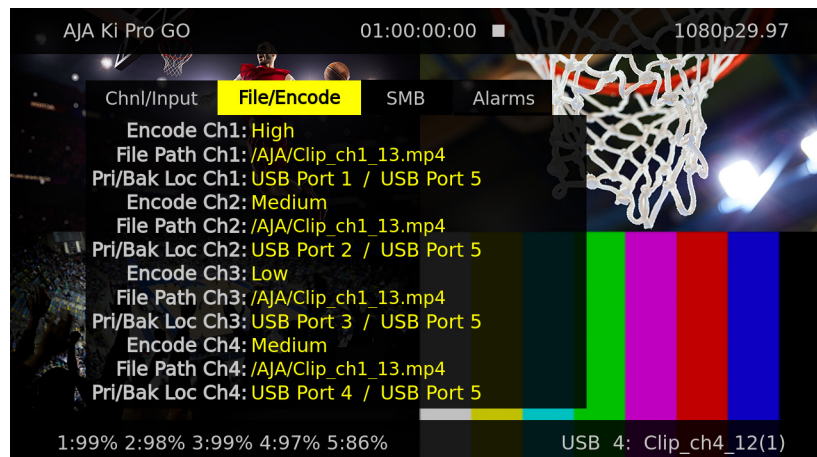 AJA Ki Pro GO 01:00:00:00 1080p29.97
Chnl/Input File/Encode SMB Alarms
Encode Ch1: High
File Path Ch1: /AJA/Clip_ch1_13.mp4
Pri/Bak Loc Ch1: USB Port 1 / USB Port 5
Encode Ch2: Medium
File Path Ch2: /AJA/Clip_ch1_13.mp4
Pri/Bak Loc Ch2: USB Port 2 / USB Port 5
Encode Ch3: Low
File Path Ch3: /AJA/Clip_ch1_13.mp4
Pri/Bak Loc Ch3: USB Port 3 / USB Port 5
Encode Ch4: Medium
File Path Ch4: /AJA/Clip_ch1_13.mp4
Pri/Bak Loc Ch4: USB Port 4 / USB Port 5
1:99% 2:98% 3:99% 4:97% 5:86% USB 4: Clip_ch4_12(1)